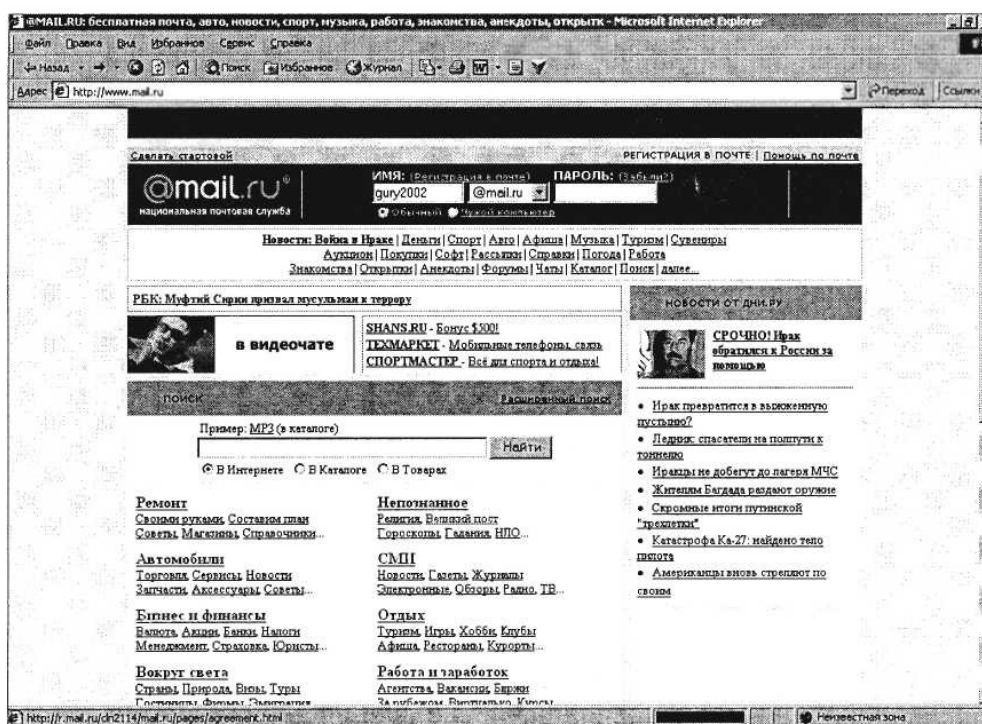 @MAIL.RU: бесплатная почта, авто, новости, спорт, музыка, работа, знакомства, анекдоты, открытк - Microsoft Internet Explorer
Файл Правка Вид Избранное Сервис Справка
Назад Поиск Избранное Журнал
Адрес http://www.mail.ru Переход Ссылки
Сделать стартовой РЕГИСТРАЦИЯ В ПОЧТЕ | Помощь по почте
@mail.ru® ИМЯ: (Регистрация в почте) ПАРОЛЬ: (Забыли?)
gury2002 @mail.ru
национальная почтовая служба Обычный Чужой компьютер
Новости: Война в Ираке | Деньги | Спорт | Авто | Афиша | Музыка | Туризм | Сувениры
Аукцион | Покупки | Софт | Рассылки | Справки | Погода | Работа
Знакомства | Открытки | Анекдоты | Форумы | Чаты | Каталог | Поиск | далее...
РБК: Муфтий Сирии призвал мусульман к террору
в видеочате
SHANS.RU - Бонус $500!
ТЕХМАРКЕТ - Мобильные телефоны, связь
СПОРТМАСТЕР - Всё для спорта и отдыха!
ПОИСК Расширенный поиск
Пример: MP3 (в каталоге)
Найти
В Интернете В Каталоге В Товарах
Ремонт
Своими руками, Составим план
Советы, Магазины, Справочники...
Автомобили
Торговля, Сервисы, Новости
Запчасти, Аксессуары, Советы...
Бизнес и финансы
Валюта, Акции, Банки, Налоги
Менеджмент, Страховка, Юристы...
Вокруг света
Страны, Природа, Визы, Туры
Гостиницы, Фирмы, Эмиграция
Непознанное
Религия, Великий пост
Гороскопы, Гадания, НЛО...
СМИ
Новости, Газеты, Журналы
Электронные, Обзоры, Радио, ТВ...
Отдых
Туризм, Игры, Хобби, Клубы
Афиша, Рестораны, Курорты...
Работа и заработок
Агентства, Вакансии, Биржи
За рубежом, Виртуально, Курсы
НОВОСТИ ОТ ДНИ.РУ
СРОЧНО! Ирак
обратился к России за
помощью
• Ирак превратится в выжженную
пустыню?
• Ледник: спасатели на полпути к
тоннелю
• Иракцы не добегут до лагеря МЧС
• Жителям Багдада раздают оружие
• Скромные итоги путинской
"трехлетки"
• Катастрофа Ка-27: найдено тело
пилота
• Американцы вновь стреляют по
своим
http://r.mail.ru/cln2114/mail.ru/pages/agreement.html Неизвестная зона